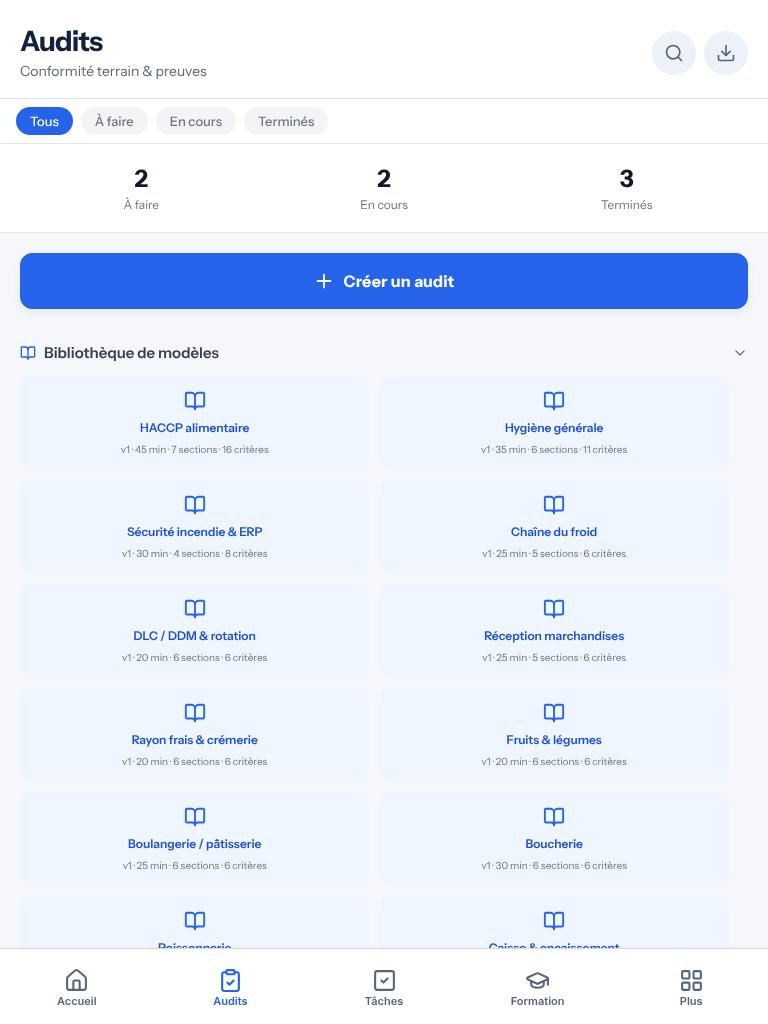 Audits
Conformité terrain & preuves
Tous
À faire
En cours
Terminés
2
À faire
2
En cours
3
Terminés
Créer un audit
Bibliothèque de modèles
HACCP alimentaire
v1 · 45 min · 7 sections · 16 critères
Hygiène générale
v1 · 35 min · 6 sections · 11 critères
Sécurité incendie & ERP
v1 · 30 min · 4 sections · 8 critères
Chaîne du froid
v1 · 25 min · 5 sections · 6 critères
DLC / DDM & rotation
v1 · 20 min · 6 sections · 6 critères
Réception marchandises
v1 · 25 min · 5 sections · 6 critères
Rayon frais & crémerie
v1 · 20 min · 6 sections · 6 critères
Fruits & légumes
v1 · 20 min · 6 sections · 6 critères
Boulangerie / pâtisserie
v1 · 25 min · 6 sections · 6 critères
Boucherie
v1 · 30 min · 6 sections · 6 critères
Poissonnerie
Caisse & encaissement
Accueil
Audits
Tâches
Formation
Plus